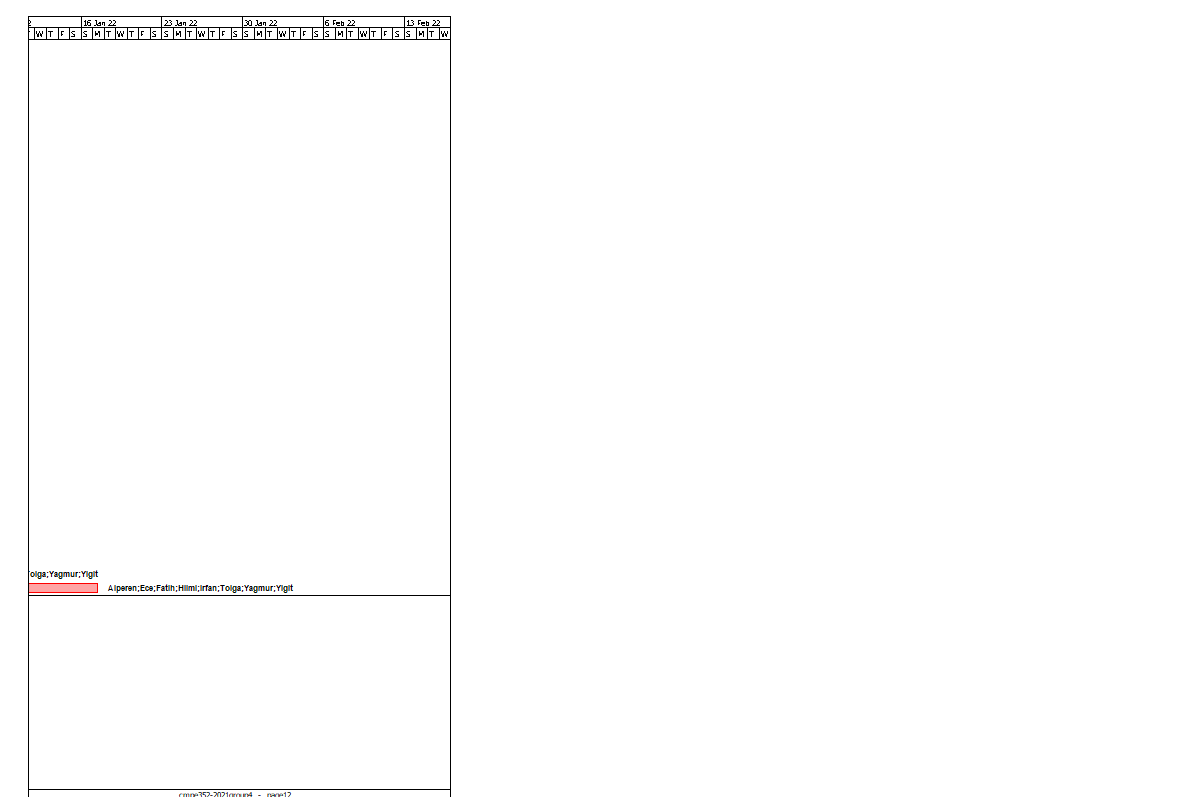 2 16 Jan 22 23 Jan 22 30 Jan 22 6 Feb 22 13 Feb 22
W T F S S M T W T F S S M T W T F S S M T W T F S S M T W T F S S M T W
Tolga;Yagmur;Yigit
Alperen;Ece;Fatih;Hilmi;Irfan;Tolga;Yagmur;Yigit
cmpe352-2021group4 - page12